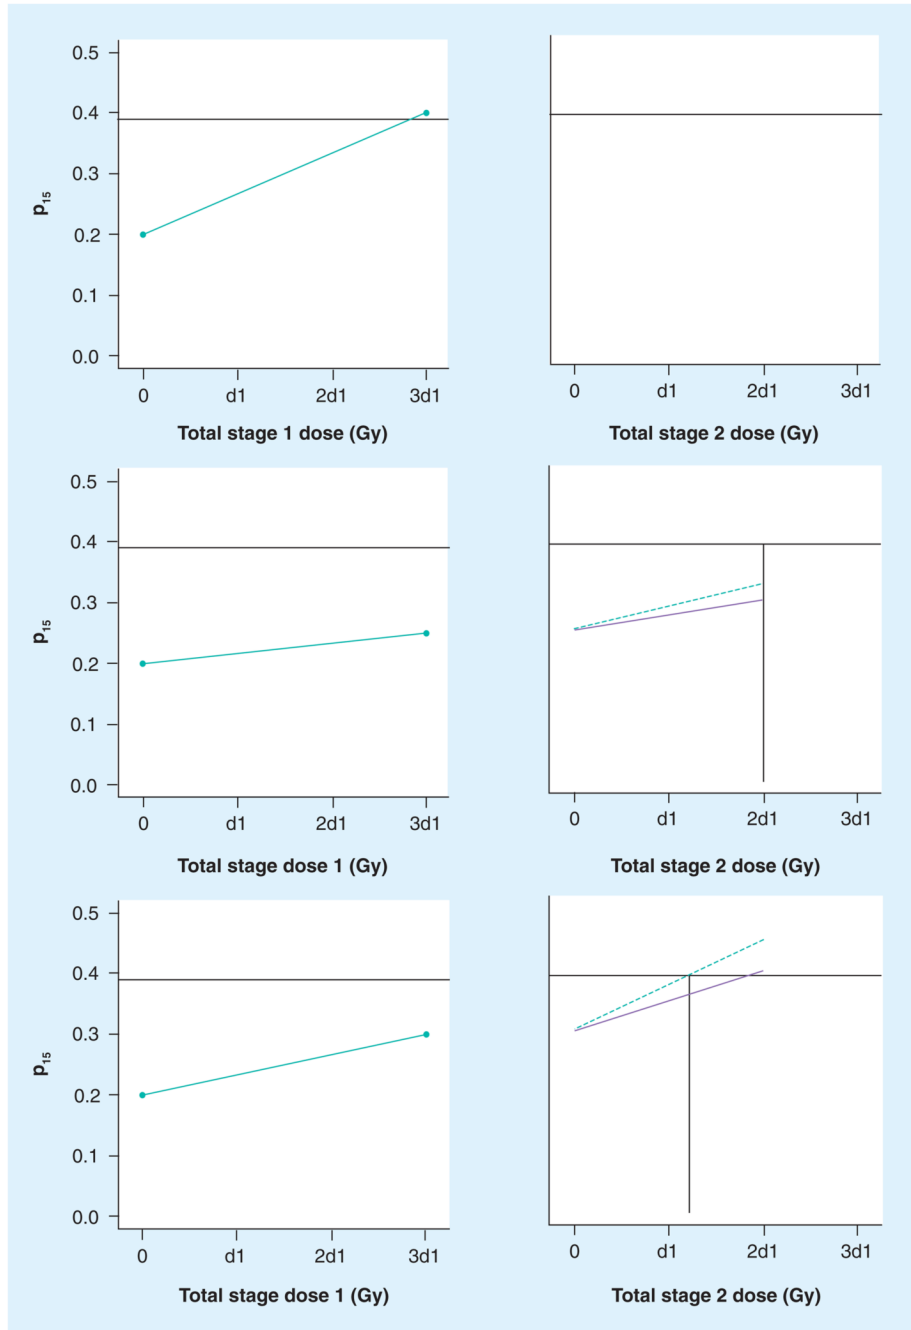 0.5
0.4
0.3
0.2
0.1
0.0
p15
0 d1 2d1 3d1
Total stage 1 dose (Gy)
0 d1 2d1 3d1
Total stage 2 dose (Gy)
0.5
0.4
0.3
0.2
0.1
0.0
p15
0 d1 2d1 3d1
Total stage dose 1 (Gy)
0 d1 2d1 3d1
Total stage 2 dose (Gy)
0.5
0.4
0.3
0.2
0.1
0.0
p15
0 d1 2d1 3d1
Total stage dose 1 (Gy)
0 d1 2d1 3d1
Total stage 2 dose (Gy)